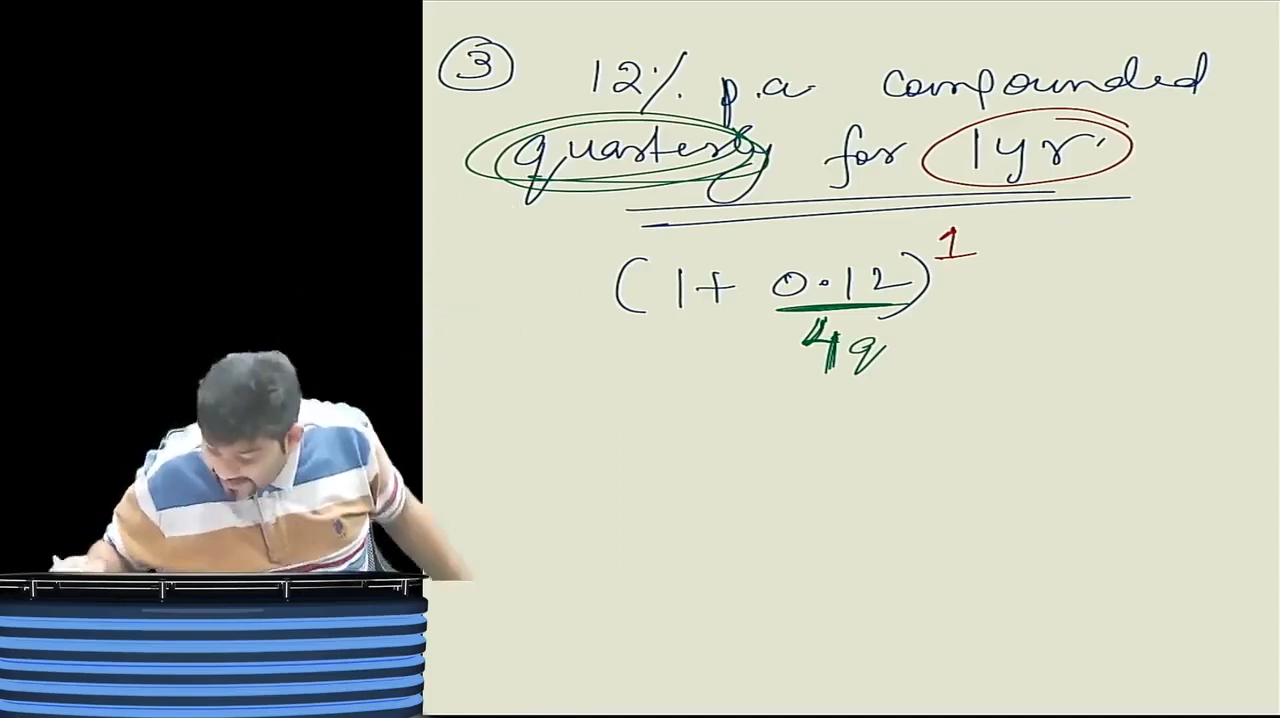 ③ 12% p.a compounded
quarterly for 1yr.
(1+ 0.12)¹
4q